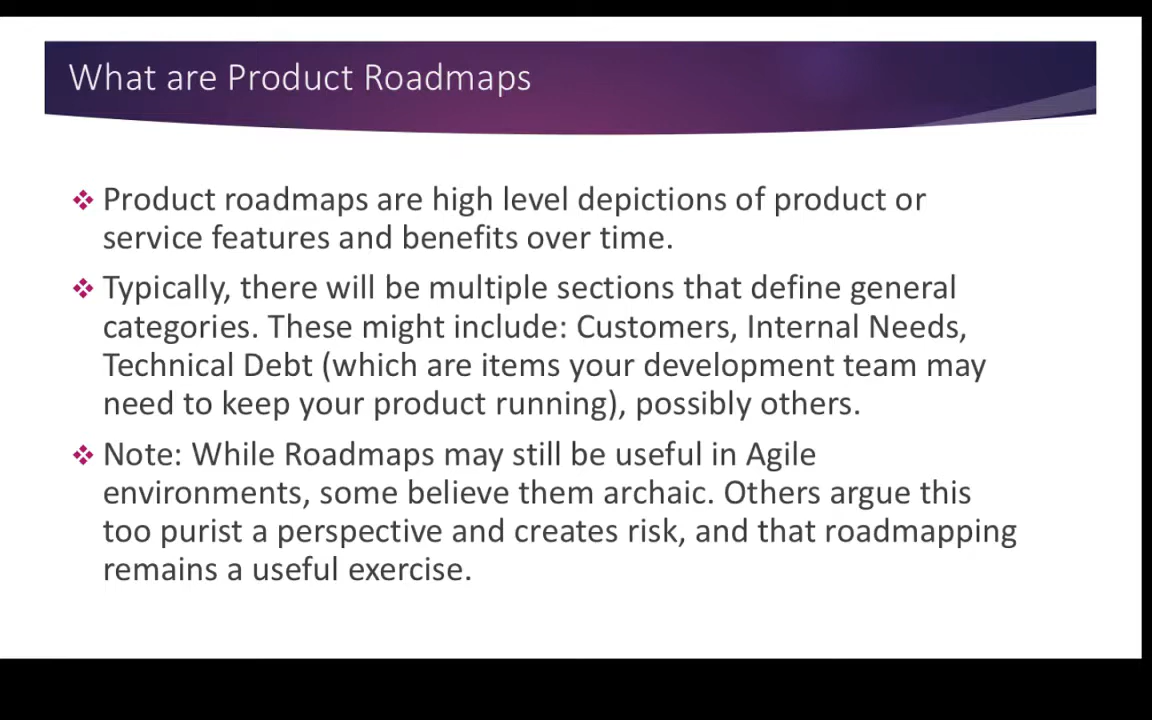 What are Product Roadmaps
❖ Product roadmaps are high level depictions of product or
service features and benefits over time.
❖ Typically, there will be multiple sections that define general
categories. These might include: Customers, Internal Needs,
Technical Debt (which are items your development team may
need to keep your product running), possibly others.
❖ Note: While Roadmaps may still be useful in Agile
environments, some believe them archaic. Others argue this
too purist a perspective and creates risk, and that roadmapping
remains a useful exercise.